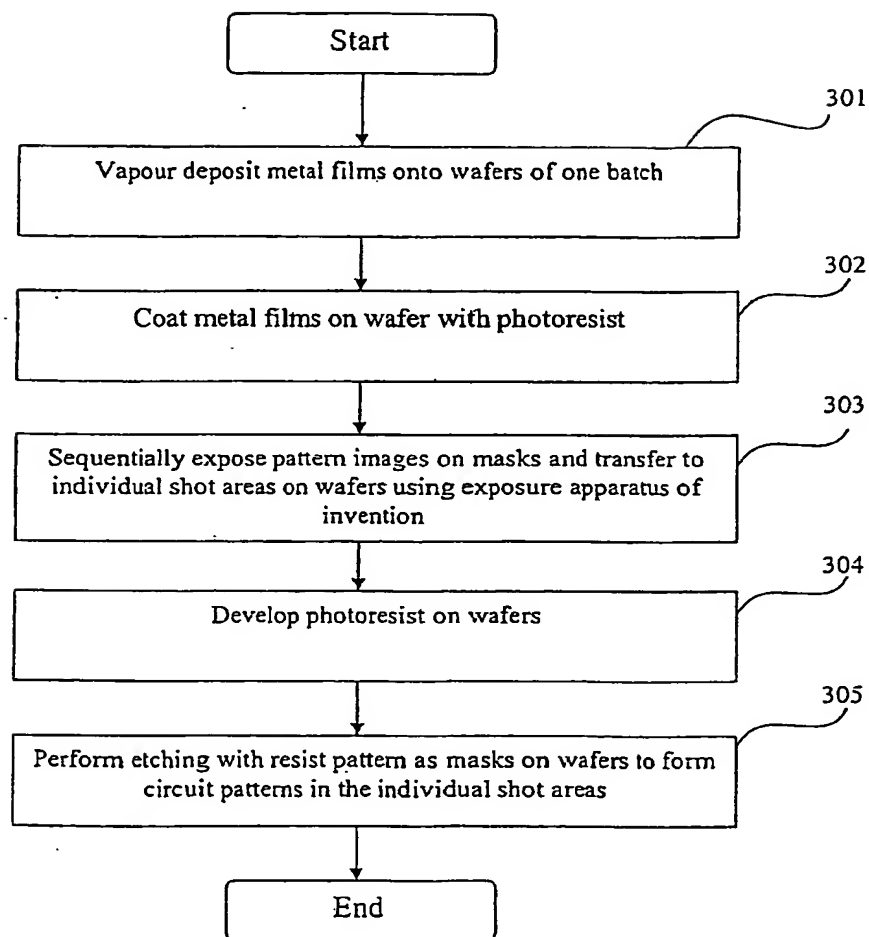 Start
301
Vapour deposit metal films onto wafers of one batch
302
Coat metal films on wafer with photoresist
303
Sequentially expose pattern images on masks and transfer to
individual shot areas on wafers using exposure apparatus of
invention
304
Develop photoresist on wafers
305
Perform etching with resist pattern as masks on wafers to form
circuit patterns in the individual shot areas
End